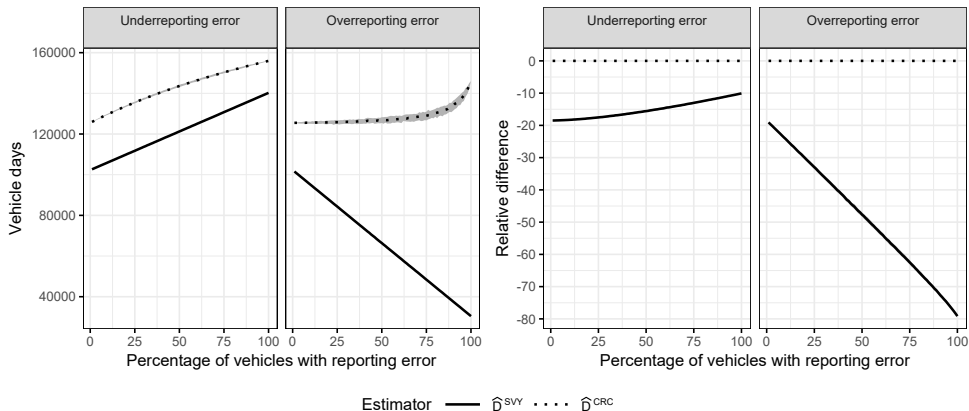 Underreporting error
Overreporting error
Underreporting error
Overreporting error
160000
120000
80000
40000
Vehicle days
0 25 50 75 100
0 25 50 75 100
Percentage of vehicles with reporting error
0
-10
-20
-30
-40
-50
-60
-70
-80
Relative difference
0 25 50 75 100
0 25 50 75 100
Percentage of vehicles with reporting error
Estimator D̂ SVY D̂ CRC